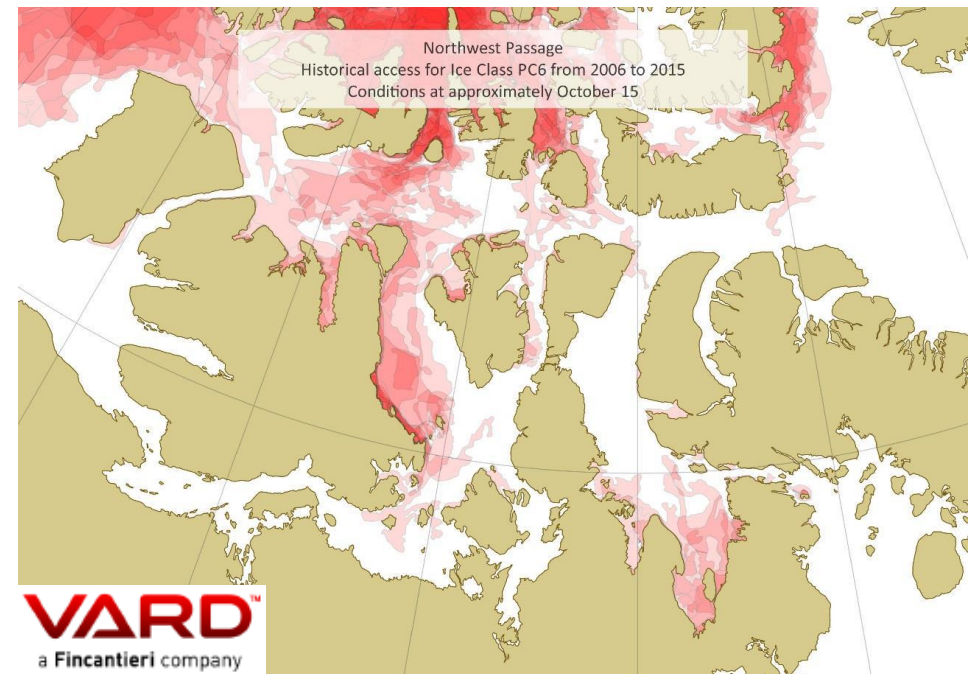 Northwest Passage
Historical access for Ice Class PC6 from 2006 to 2015
Conditions at approximately October 15
VARD™
a Fincantieri company